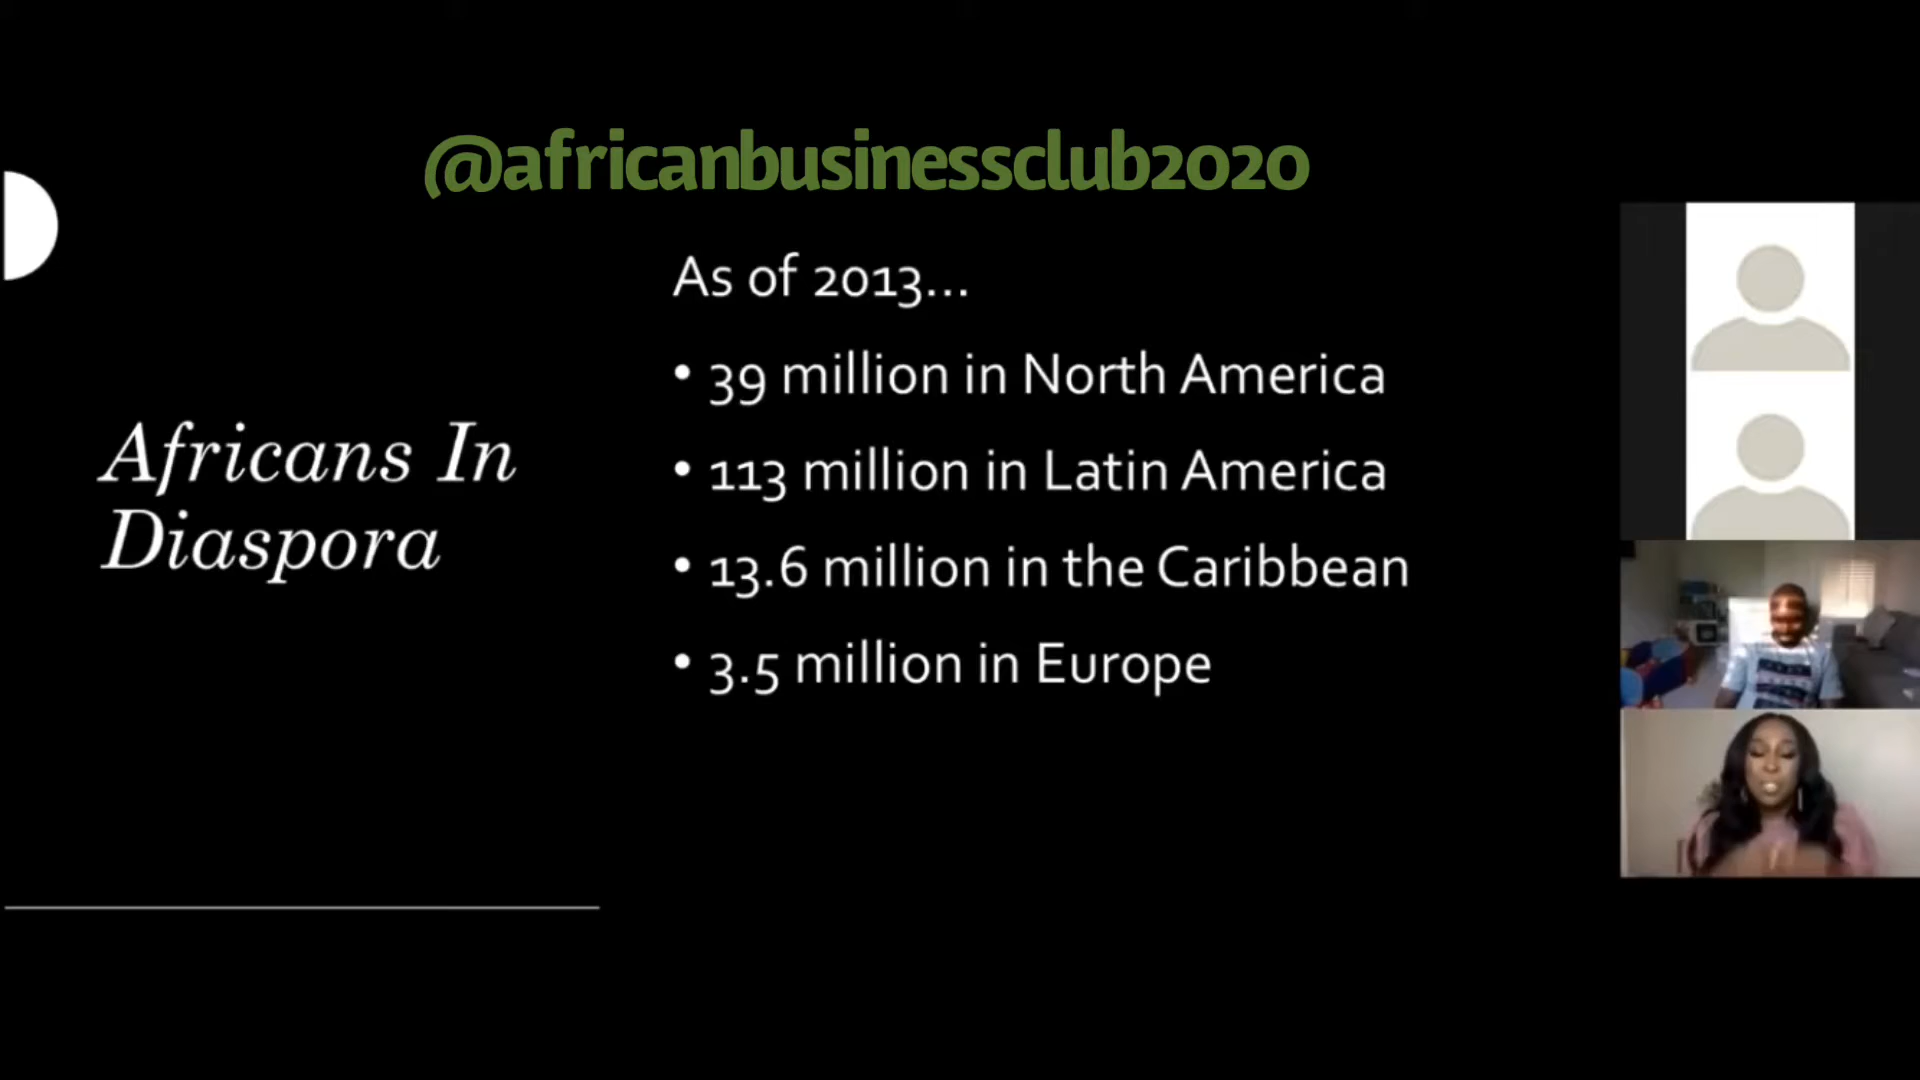 @africanbusinessclub2020
Africans In
Diaspora
As of 2013...
• 39 million in North America
• 113 million in Latin America
• 13.6 million in the Caribbean
• 3.5 million in Europe